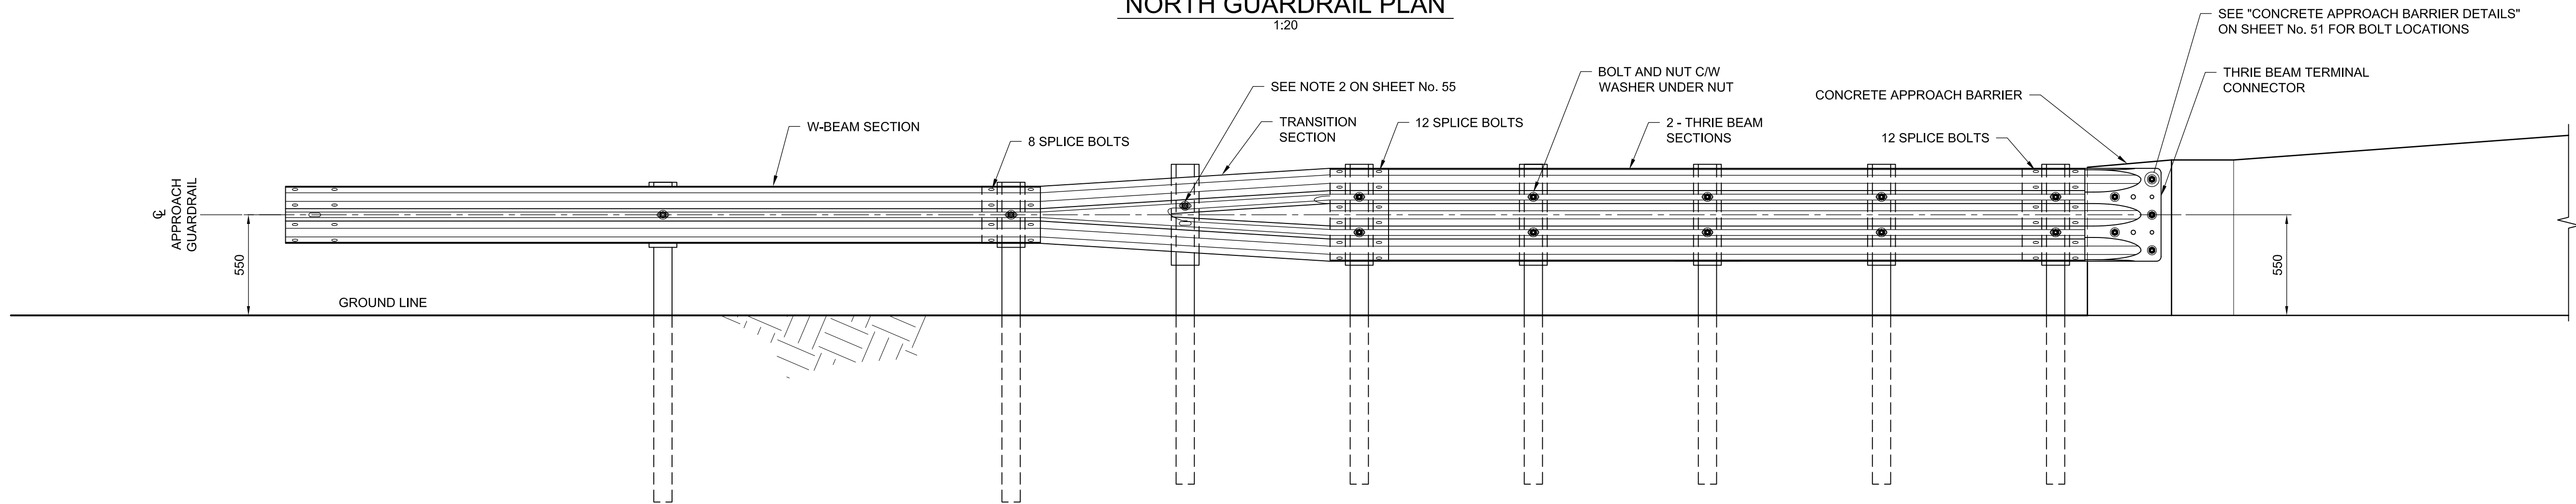 NORTH GUARDRAIL PLAN
1:20
SEE "CONCRETE APPROACH BARRIER DETAILS"
ON SHEET No. 51 FOR BOLT LOCATIONS
BOLT AND NUT C/W
WASHER UNDER NUT
THRIE BEAM TERMINAL
CONNECTOR
SEE NOTE 2 ON SHEET No. 55
CONCRETE APPROACH BARRIER
W-BEAM SECTION
TRANSITION
SECTION
12 SPLICE BOLTS
2 - THRIE BEAM
SECTIONS
8 SPLICE BOLTS
12 SPLICE BOLTS
℄
APPROACH
GUARDRAIL
550
550
GROUND LINE